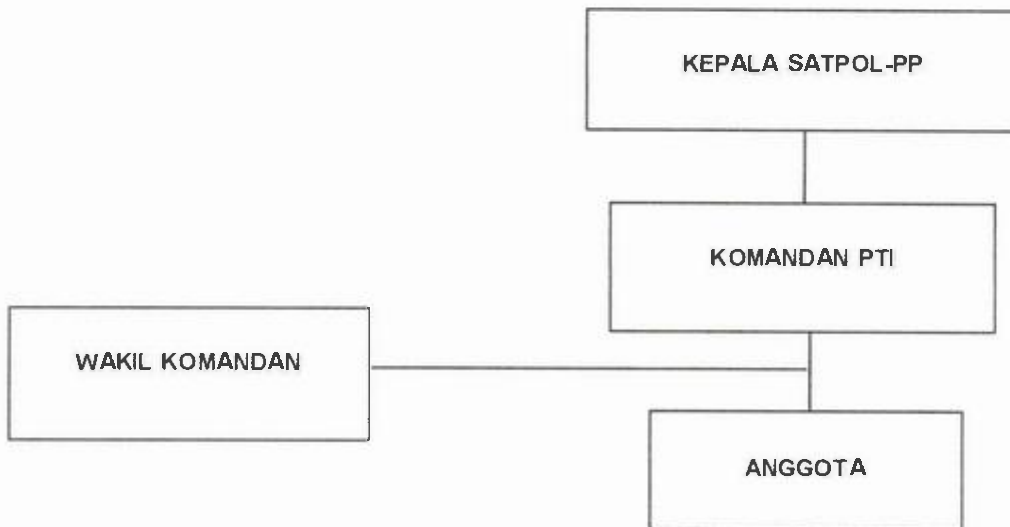 KEPALA SATPOL-PP
KOMANDAN PTI
WAKIL KOMANDAN
ANGGOTA